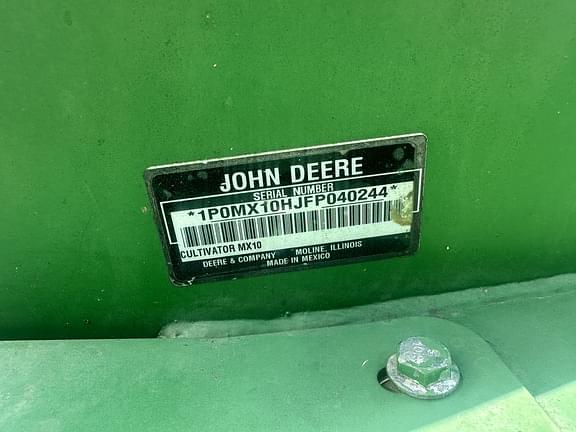 JOHN DEERE
SERIAL NUMBER
*1P0MX10HJFP040244*
CULTIVATOR MX10
DEERE & COMPANY MOLINE, ILLINOIS
MADE IN MEXICO